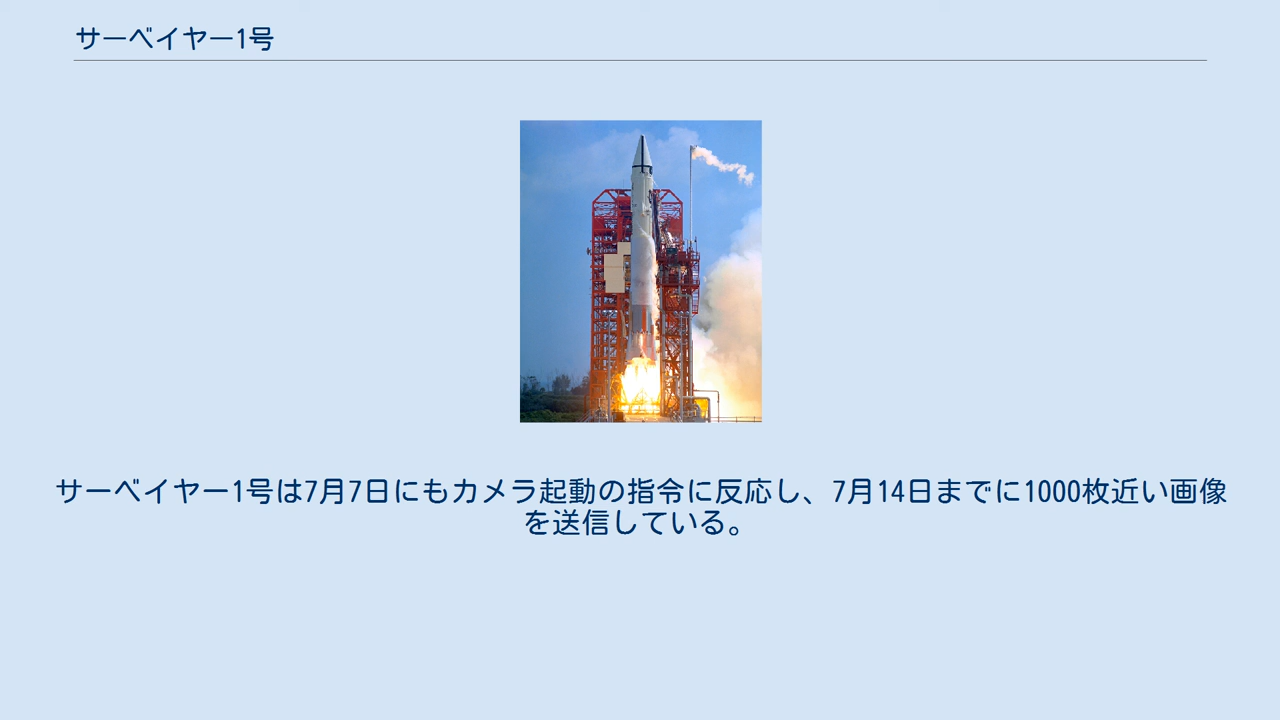 サーベイヤー1号
サーベイヤー1号は7月7日にもカメラ起動の指令に反応し、7月14日までに1000枚近い画像
を送信している。